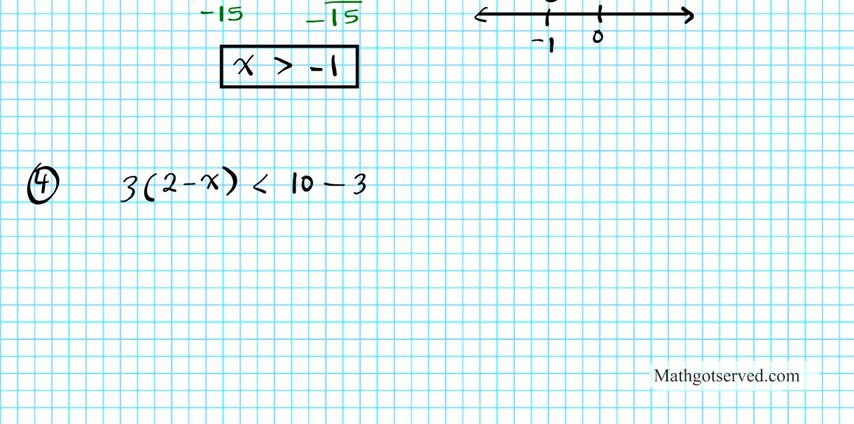 -15 -15
-1 0
x > -1
④ 3(2-x) < 10-3
Mathgotserved.com